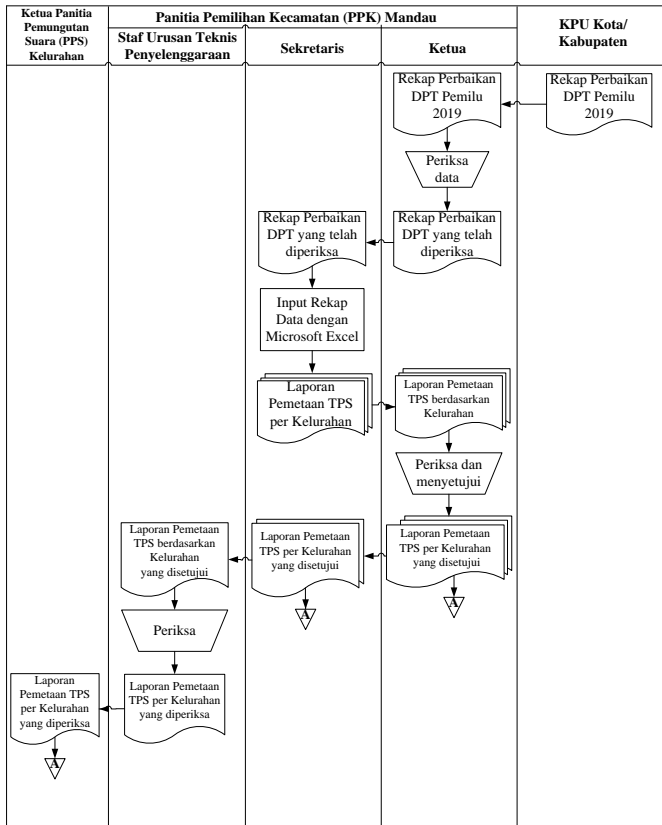 Ketua Panitia
Pemungutan
Suara (PPS)
Kelurahan
Panitia Pemilihan Kecamatan (PPK) Mandau
Staf Urusan Teknis
Penyelenggaraan
Sekretaris
Ketua
KPU Kota/
Kabupaten
Rekap Perbaikan
DPT Pemilu
2019
Rekap Perbaikan
DPT Pemilu
2019
Periksa
data
Rekap Perbaikan
DPT yang telah
diperiksa
Rekap Perbaikan
DPT yang telah
diperiksa
Input Rekap
Data dengan
Microsoft Excel
Laporan
Pemetaan TPS
per Kelurahan
Laporan Pemetaan
TPS berdasarkan
Kelurahan
Periksa dan
menyetujui
Laporan Pemetaan
TPS berdasarkan
Kelurahan
yang disetujui
Laporan Pemetaan
TPS per Kelurahan
yang disetujui
Laporan Pemetaan
TPS per Kelurahan
yang disetujui
A
A
Periksa
Laporan
Pemetaan TPS
per Kelurahan
yang diperiksa
Laporan Pemetaan
TPS per Kelurahan
yang diperiksa
A